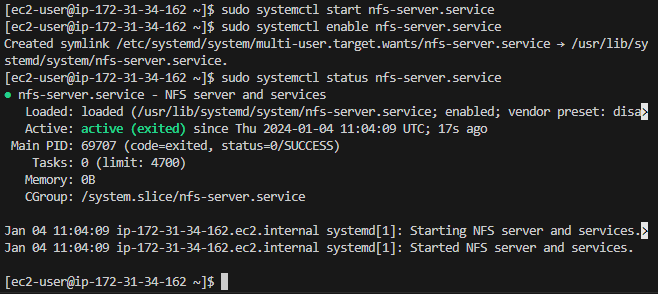 [ec2-user@ip-172-31-34-162 ~]$ sudo systemctl start nfs-server.service
[ec2-user@ip-172-31-34-162 ~]$ sudo systemctl enable nfs-server.service
Created symlink /etc/systemd/system/multi-user.target.wants/nfs-server.service → /usr/lib/sy
stemd/system/nfs-server.service.
[ec2-user@ip-172-31-34-162 ~]$ sudo systemctl status nfs-server.service
● nfs-server.service - NFS server and services
Loaded: loaded (/usr/lib/systemd/system/nfs-server.service; enabled; vendor preset: disa>
Active: active (exited) since Thu 2024-01-04 11:04:09 UTC; 17s ago
Main PID: 69707 (code=exited, status=0/SUCCESS)
Tasks: 0 (limit: 4700)
Memory: 0B
CGroup: /system.slice/nfs-server.service
Jan 04 11:04:09 ip-172-31-34-162.ec2.internal systemd[1]: Starting NFS server and services.>
Jan 04 11:04:09 ip-172-31-34-162.ec2.internal systemd[1]: Started NFS server and services.
[ec2-user@ip-172-31-34-162 ~]$